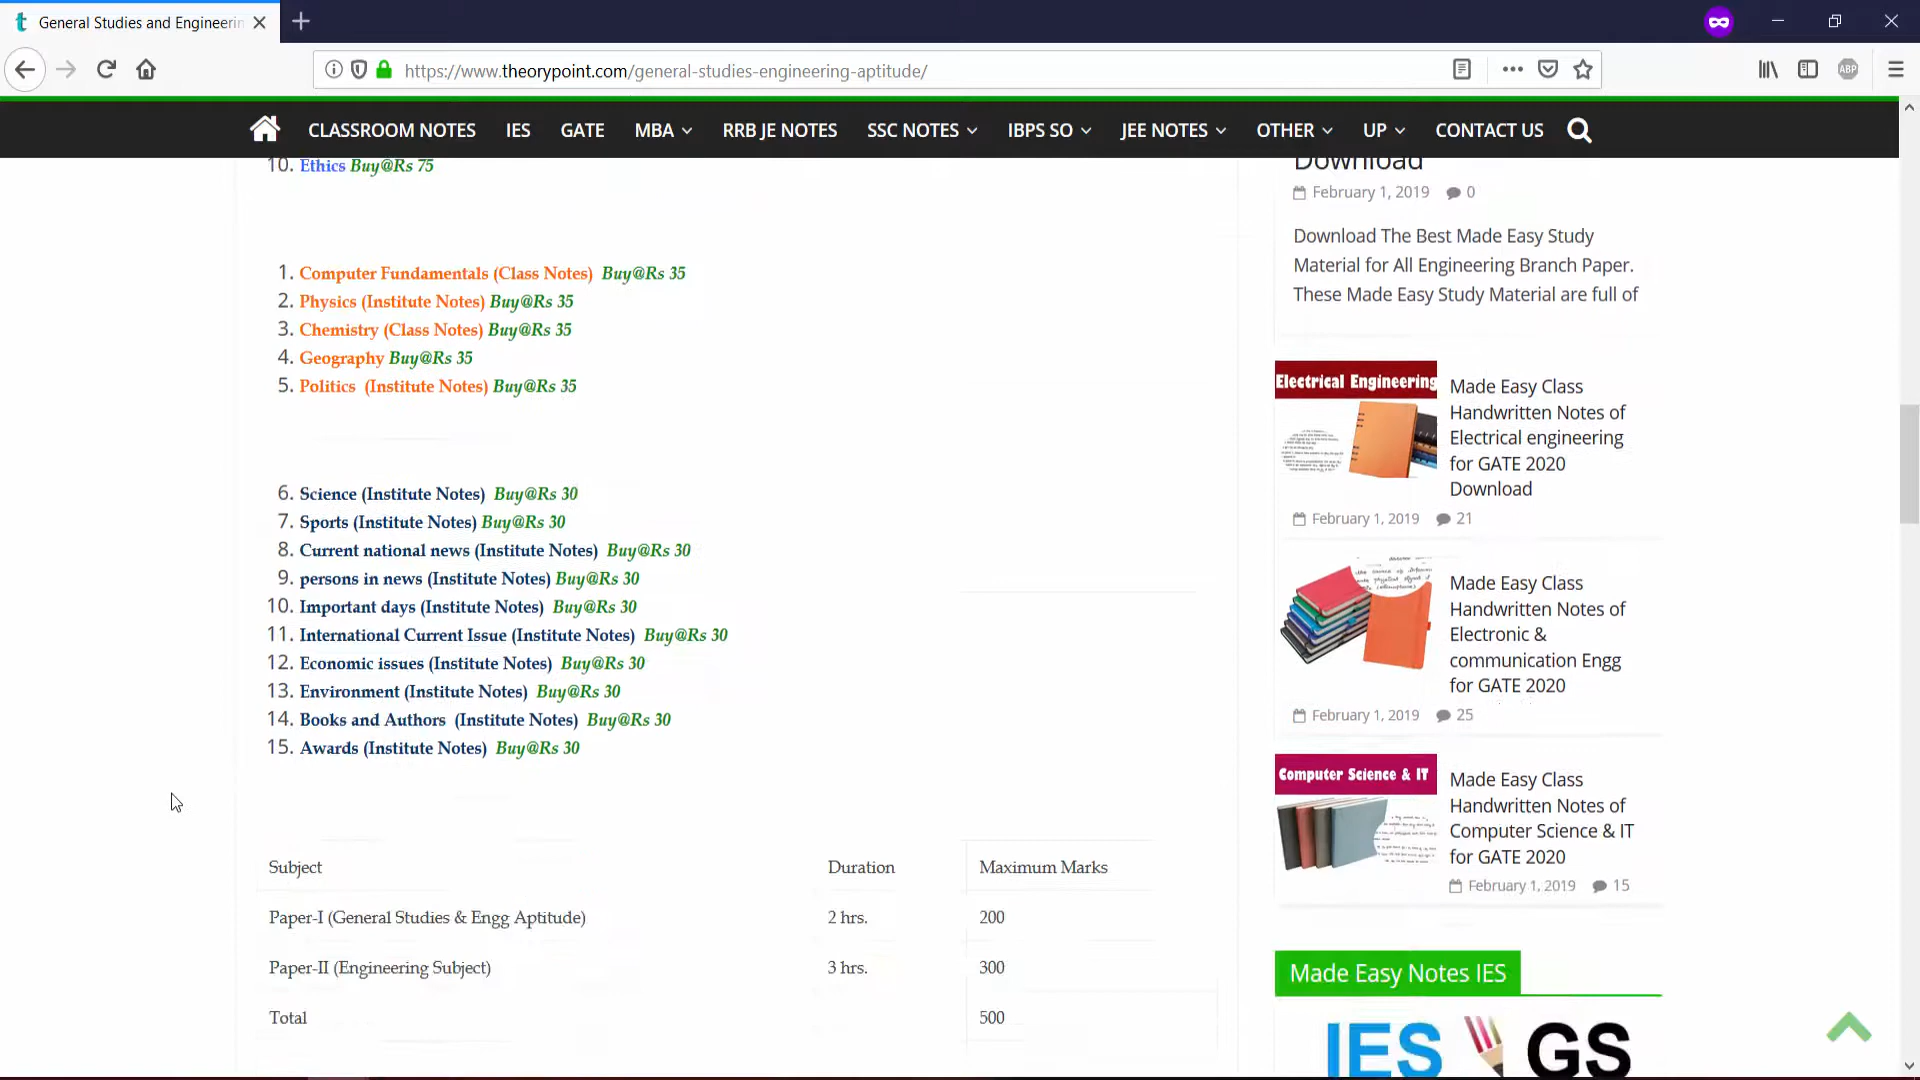 General Studies and Engineerin
https://www.theorypoint.com/general-studies-engineering-aptitude/
ABP
CLASSROOM NOTES IES GATE MBA RRB JE NOTES SSC NOTES IBPS SO JEE NOTES OTHER UP CONTACT US
10. Ethics Buy@Rs 75
1. Computer Fundamentals (Class Notes) Buy@Rs 35
2. Physics (Institute Notes) Buy@Rs 35
3. Chemistry (Class Notes) Buy@Rs 35
4. Geography Buy@Rs 35
5. Politics (Institute Notes) Buy@Rs 35
6. Science (Institute Notes) Buy@Rs 30
7. Sports (Institute Notes) Buy@Rs 30
8. Current national news (Institute Notes) Buy@Rs 30
9. persons in news (Institute Notes) Buy@Rs 30
10. Important days (Institute Notes) Buy@Rs 30
11. International Current Issue (Institute Notes) Buy@Rs 30
12. Economic issues (Institute Notes) Buy@Rs 30
13. Environment (Institute Notes) Buy@Rs 30
14. Books and Authors (Institute Notes) Buy@Rs 30
15. Awards (Institute Notes) Buy@Rs 30
Subject Duration Maximum Marks
Paper-I (General Studies & Engg Aptitude) 2 hrs. 200
Paper-II (Engineering Subject) 3 hrs. 300
Total 500
Download
February 1, 2019 0
Download The Best Made Easy Study
Material for All Engineering Branch Paper.
These Made Easy Study Material are full of
Electrical Engineering
Made Easy Class
Handwritten Notes of
Electrical engineering
for GATE 2020
Download
February 1, 2019 21
Made Easy Class
Handwritten Notes of
Electronic &
communication Engg
for GATE 2020
February 1, 2019 25
Computer Science & IT
Made Easy Class
Handwritten Notes of
Computer Science & IT
for GATE 2020
February 1, 2019 15
Made Easy Notes IES
IES GS